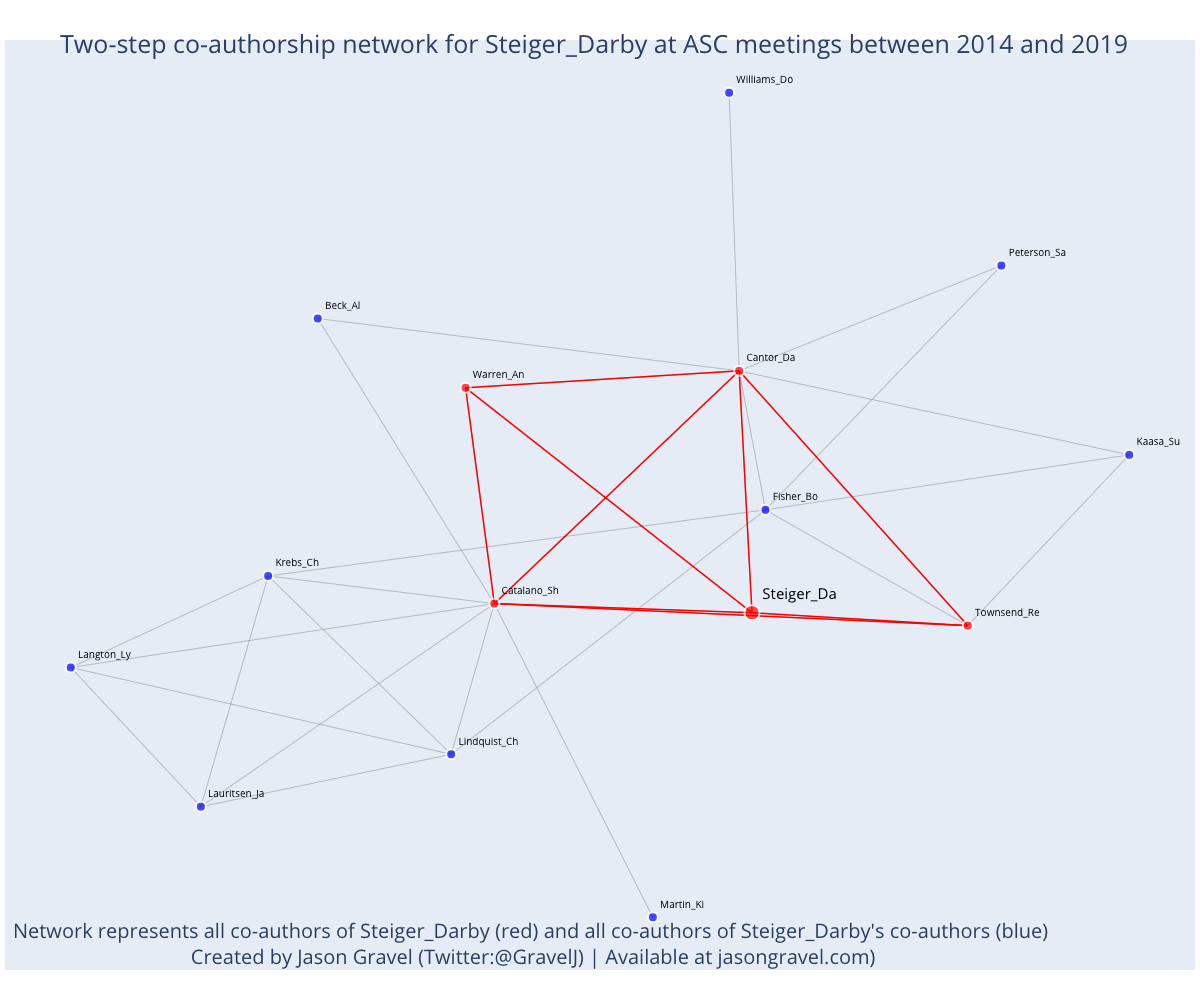 Two-step co-authorship network for Steiger_Darby at ASC meetings between 2014 and 2019
Williams_Do
Peterson_Sa
Beck_Al
Cantor_Da
Warren_An
Kaasa_Su
Fisher_Bo
Krebs_Ch
Catalano_Sh
Steiger_Da
Townsend_Re
Langton_Ly
Lindquist_Ch
Lauritsen_Ja
Martin_Ki
Network represents all co-authors of Steiger_Darby (red) and all co-authors of Steiger_Darby's co-authors (blue)
Created by Jason Gravel (Twitter:@GravelJ) | Available at jasongravel.com)